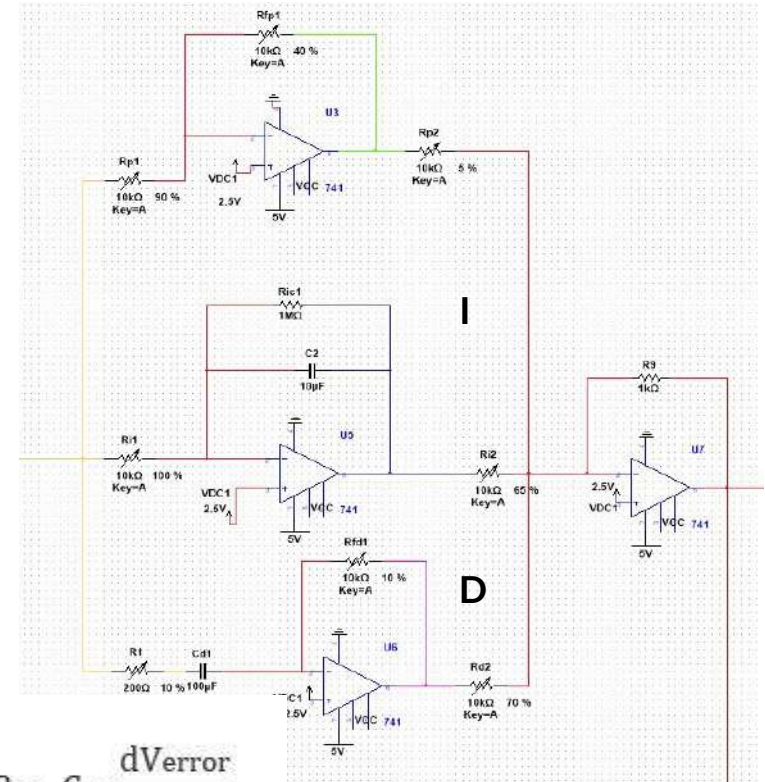 Rfp1
10kΩ 40 %
Key=A
U3
Rp1
10kΩ 90 %
Key=A
VDC1
2.5V
VCC 741
5V
Rp2
10kΩ 5 %
Key=A
Ric1
1MΩ
I
C2
10µF
R9
1kΩ
Ri1
10kΩ 100 %
Key=A
U5
VDC1
2.5V
VCC 741
5V
Ri2
10kΩ 65 %
Key=A
U7
2.5V
VDC1
VCC 741
5V
Rfd1
10kΩ 10 %
Key=A
D
R1
200Ω 10 %
Cd1
100µF
U6
C1
2.5V
VCC 741
5V
Rd2
10kΩ 70 %
Key=A
dVerror